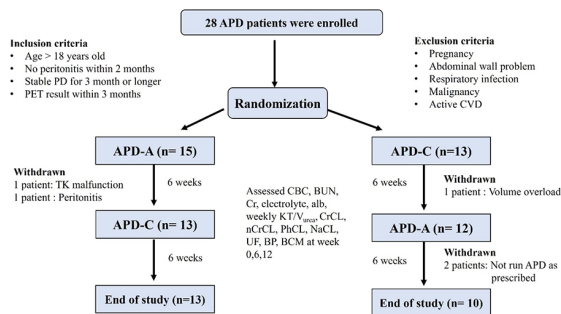 28 APD patients were enrolled
Inclusion criteria
• Age > 18 years old
• No peritonitis within 2 months
• Stable PD for 3 month or longer
• PET result within 3 months
Exclusion criteria
• Pregnancy
• Abdominal wall problem
• Respiratory infection
• Malignancy
• Active CVD
Randomization
APD-A (n= 15)
Withdrawn
1 patient: TK malfunction
1 patient : Peritonitis
6 weeks
APD-C (n= 13)
6 weeks
End of study (n=13)
Assessed CBC, BUN,
Cr, electrolyte, alb,
weekly KT/Vurea, CrCL,
nCrCL, PhCL, NaCL,
UF, BP, BCM at week
0,6,12
APD-C (n=13)
6 weeks
Withdrawn
1 patient : Volume overload
APD-A (n= 12)
6 weeks
Withdrawn
2 patients: Not run APD as
prescribed
End of study (n= 10)